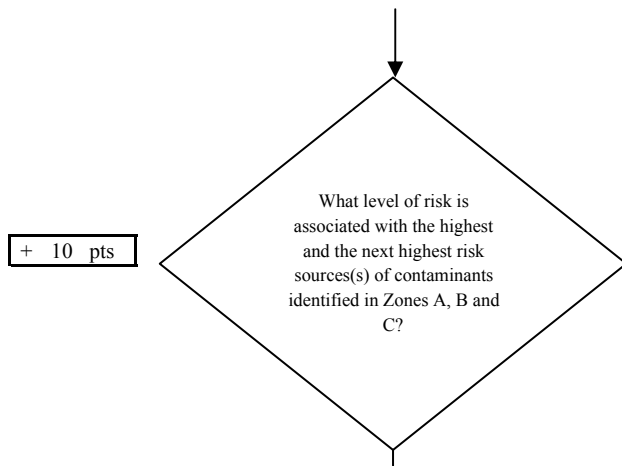 What level of risk is
associated with the highest
and the next highest risk
sources(s) of contaminants
identified in Zones A, B and
C?
+ 10 pts